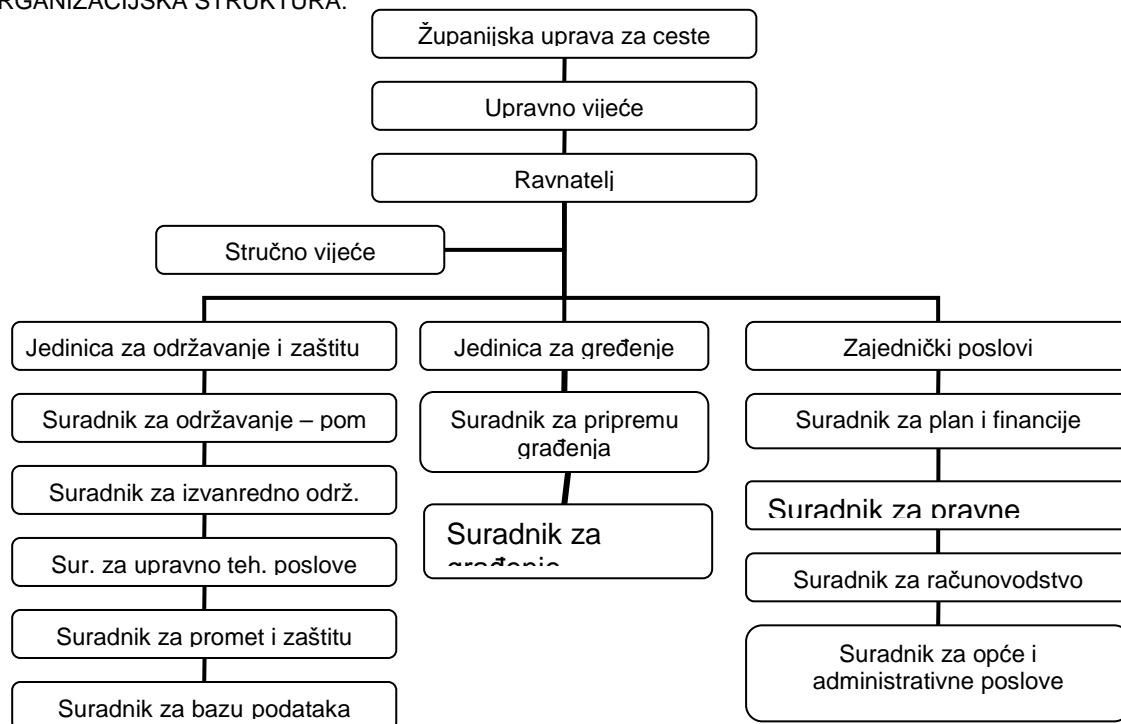 RGANIZACIJSKA STRUKTURA:
Županijska uprava za ceste
Upravno vijeće
Ravnatelj
Stručno vijeće
Jedinica za održavanje i zaštitu
Suradnik za održavanje – pom
Suradnik za izvanredno održ.
Sur. za upravno teh. poslove
Suradnik za promet i zaštitu
Suradnik za bazu podataka
Jedinica za gređenje
Suradnik za pripremu
građenja
Suradnik za
građenje
Zajednički poslovi
Suradnik za plan i financije
Suradnik za pravne
Suradnik za računovodstvo
Suradnik za opće i
administrativne poslove